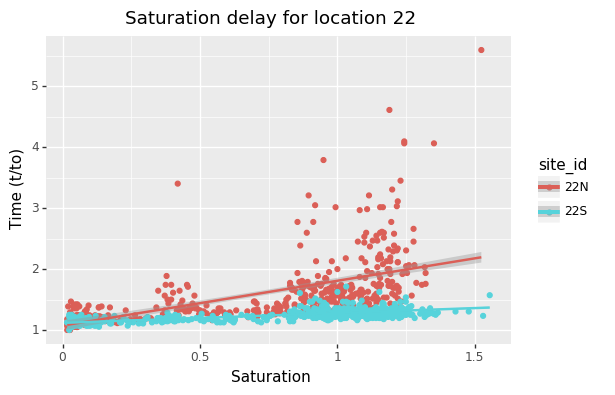 Saturation delay for location 22
Time (t/to)
5
4
3
2
1
0
0.5
1
1.5
Saturation
site_id
22N
22S